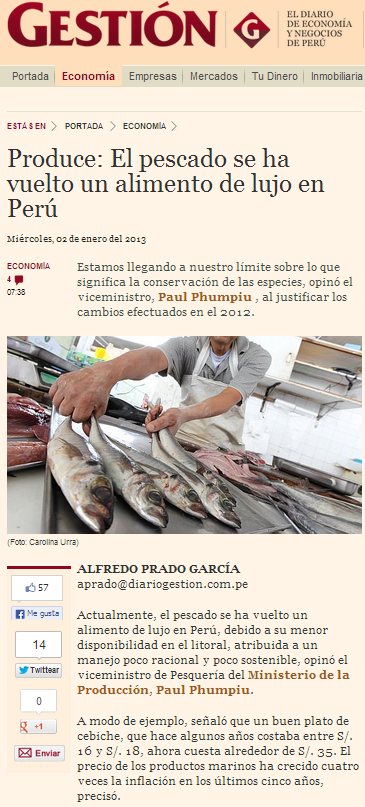 GESTIÓN
EL DIARIO
DE ECONOMÍA
Y NEGOCIOS
DE PERÚ
Portada Economía Empresas Mercados Tu Dinero Inmobiliaria
ESTÁS EN PORTADA ECONOMÍA
Produce: El pescado se ha
vuelto un alimento de lujo en
Perú
Miércoles, 02 de enero del 2013
ECONOMÍA
4
07:38
Estamos llegando a nuestro límite sobre lo que
significa la conservación de las especies, opinó el
viceministro, Paul Phumpiu , al justificar los
cambios efectuados en el 2012.
(Foto: Carolina Urra)
57
Me gusta
14
Twittear
0
+1
Enviar
ALFREDO PRADO GARCÍA
aprado@diariogestion.com.pe
Actualmente, el pescado se ha vuelto un
alimento de lujo en Perú, debido a su menor
disponibilidad en el litoral, atribuida a un
manejo poco racional y poco sostenible, opinó el
viceministro de Pesquería del Ministerio de la
Producción, Paul Phumpiu.
A modo de ejemplo, señaló que un buen plato de
cebiche, que hace algunos años costaba entre S/.
16 y S/. 18, ahora cuesta alrededor de S/. 35. El
precio de los productos marinos ha crecido cuatro
veces la inflación en los últimos cinco años,
precisó.